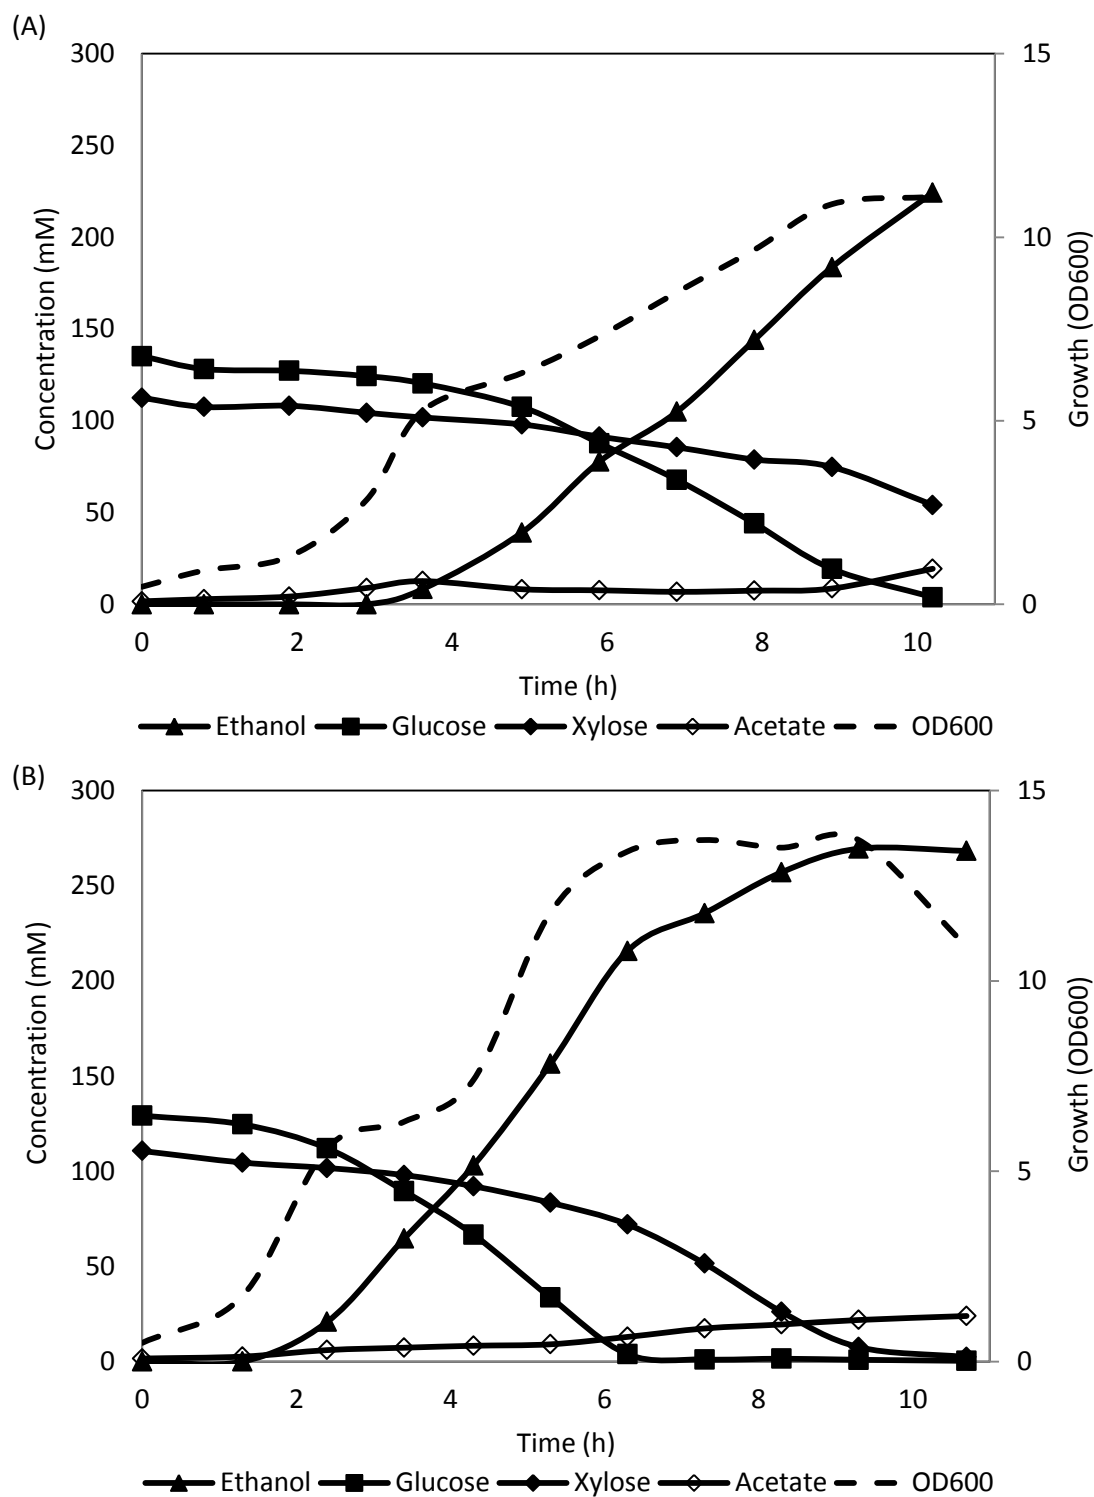 (A)
300
250
200
150
100
50
0
Concentration (mM)
15
10
5
0
Growth (OD600)
0 2 4 6 8 10
Time (h)
Ethanol Glucose Xylose Acetate OD600
(B)
300
250
200
150
100
50
0
Concentration (mM)
15
10
5
0
Growth (OD600)
0 2 4 6 8 10
Time (h)
Ethanol Glucose Xylose Acetate OD600